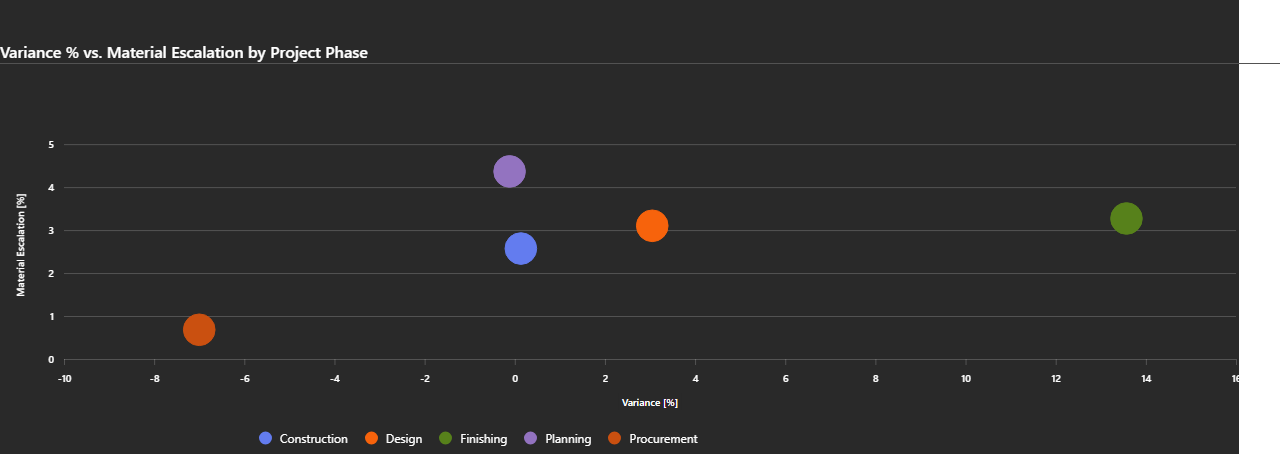 Variance % vs. Material Escalation by Project Phase
5
4
3
2
1
0
Material Escalation [%]
-10 -8 -6 -4 -2 0 2 4 6 8 10 12 14 16
Variance [%]
Construction Design Finishing Planning Procurement